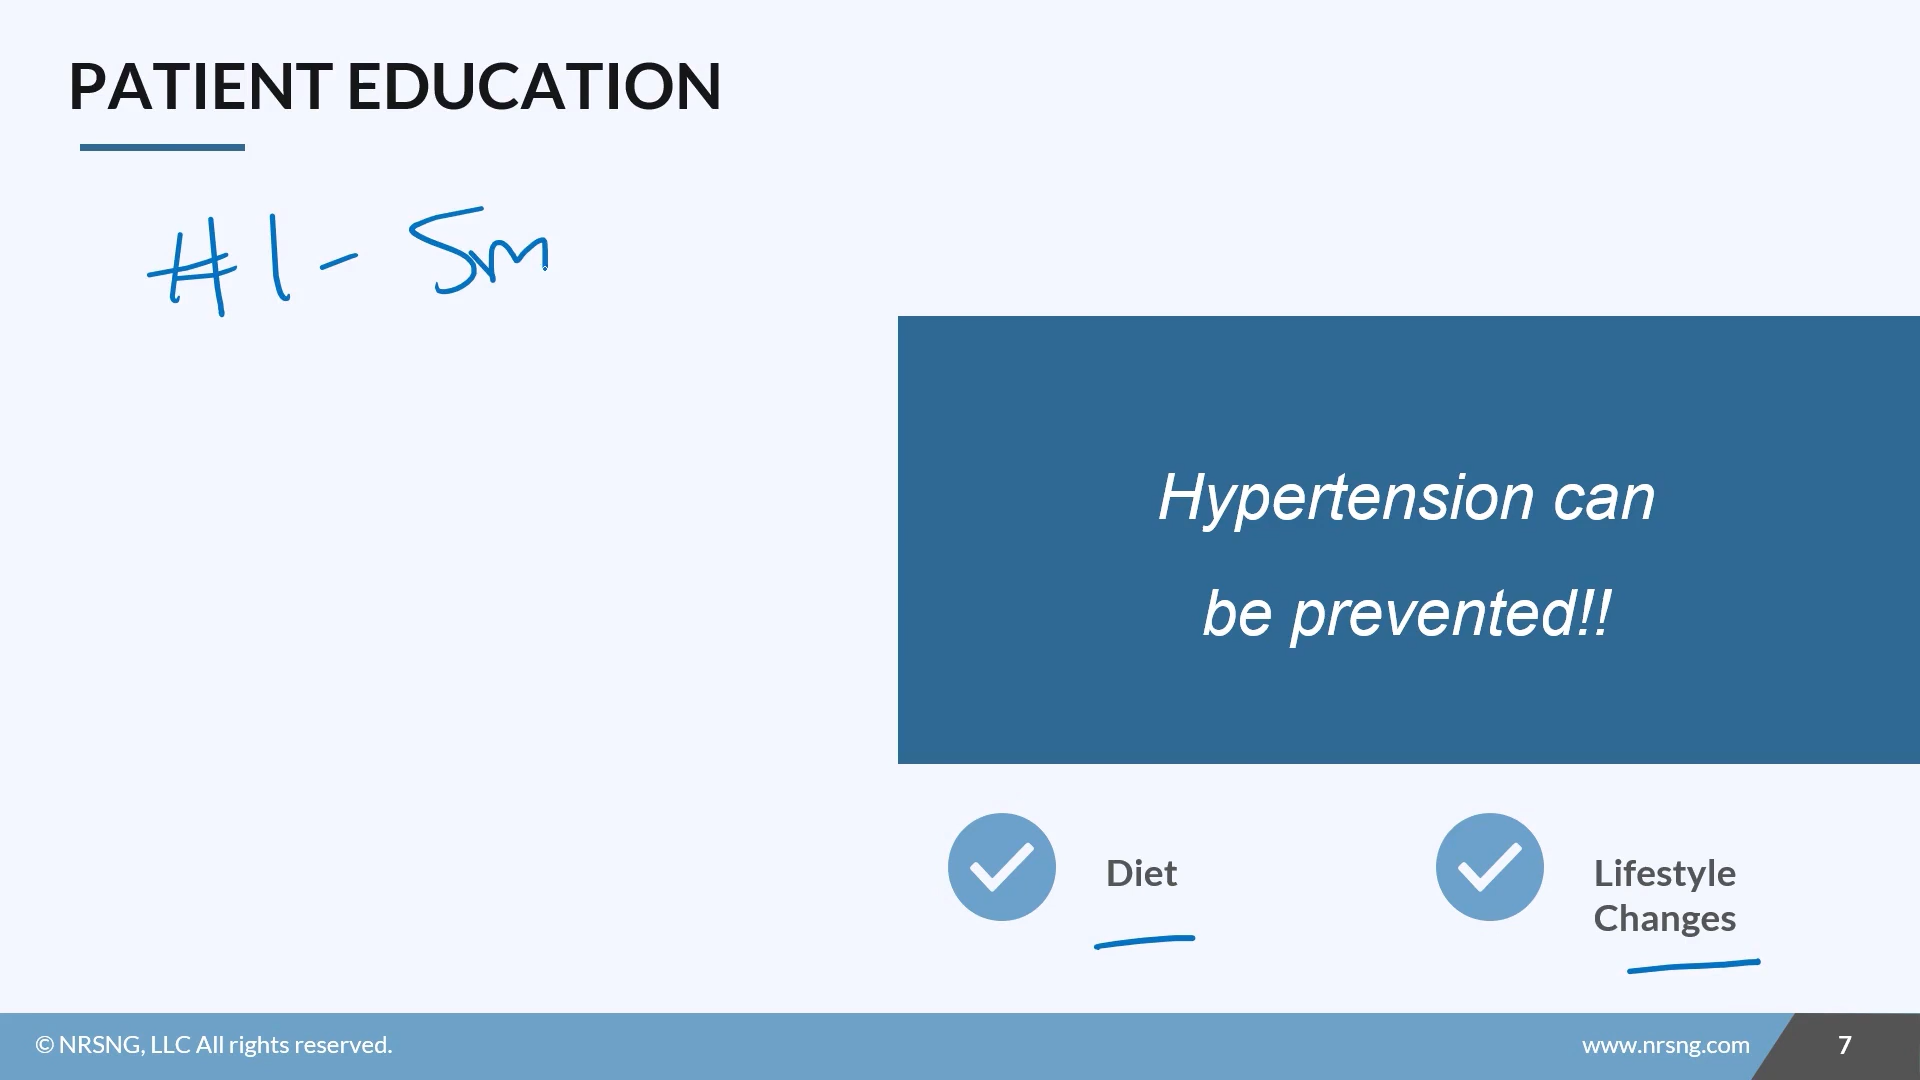 PATIENT EDUCATION
#1 - Sm
Hypertension can
be prevented!!
Diet
Lifestyle
Changes
© NRSNG, LLC All rights reserved.
www.nrsng.com
7